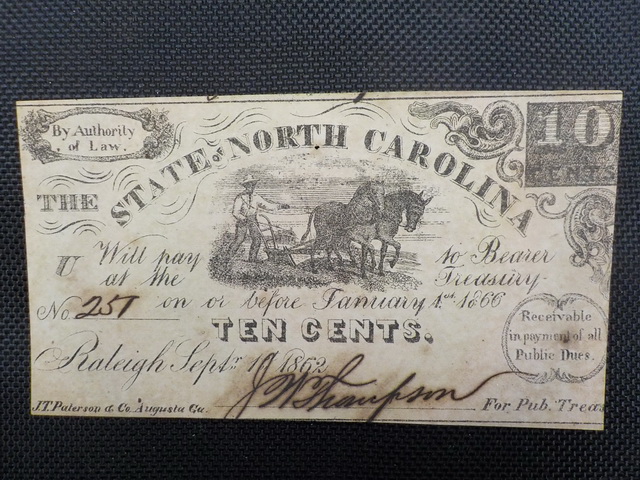 By Authority
of Law.
10
CENTS
THE STATE OF NORTH CAROLINA
U
Will pay to Bearer
at the Treasury
No. 251 on or before January 1st 1866
TEN CENTS.
Receivable
in payment of all
Public Dues.
Raleigh Sept. 1862
J W Thompson
J.T. Paterson & Co. Augusta Ga.
For Pub. Treas